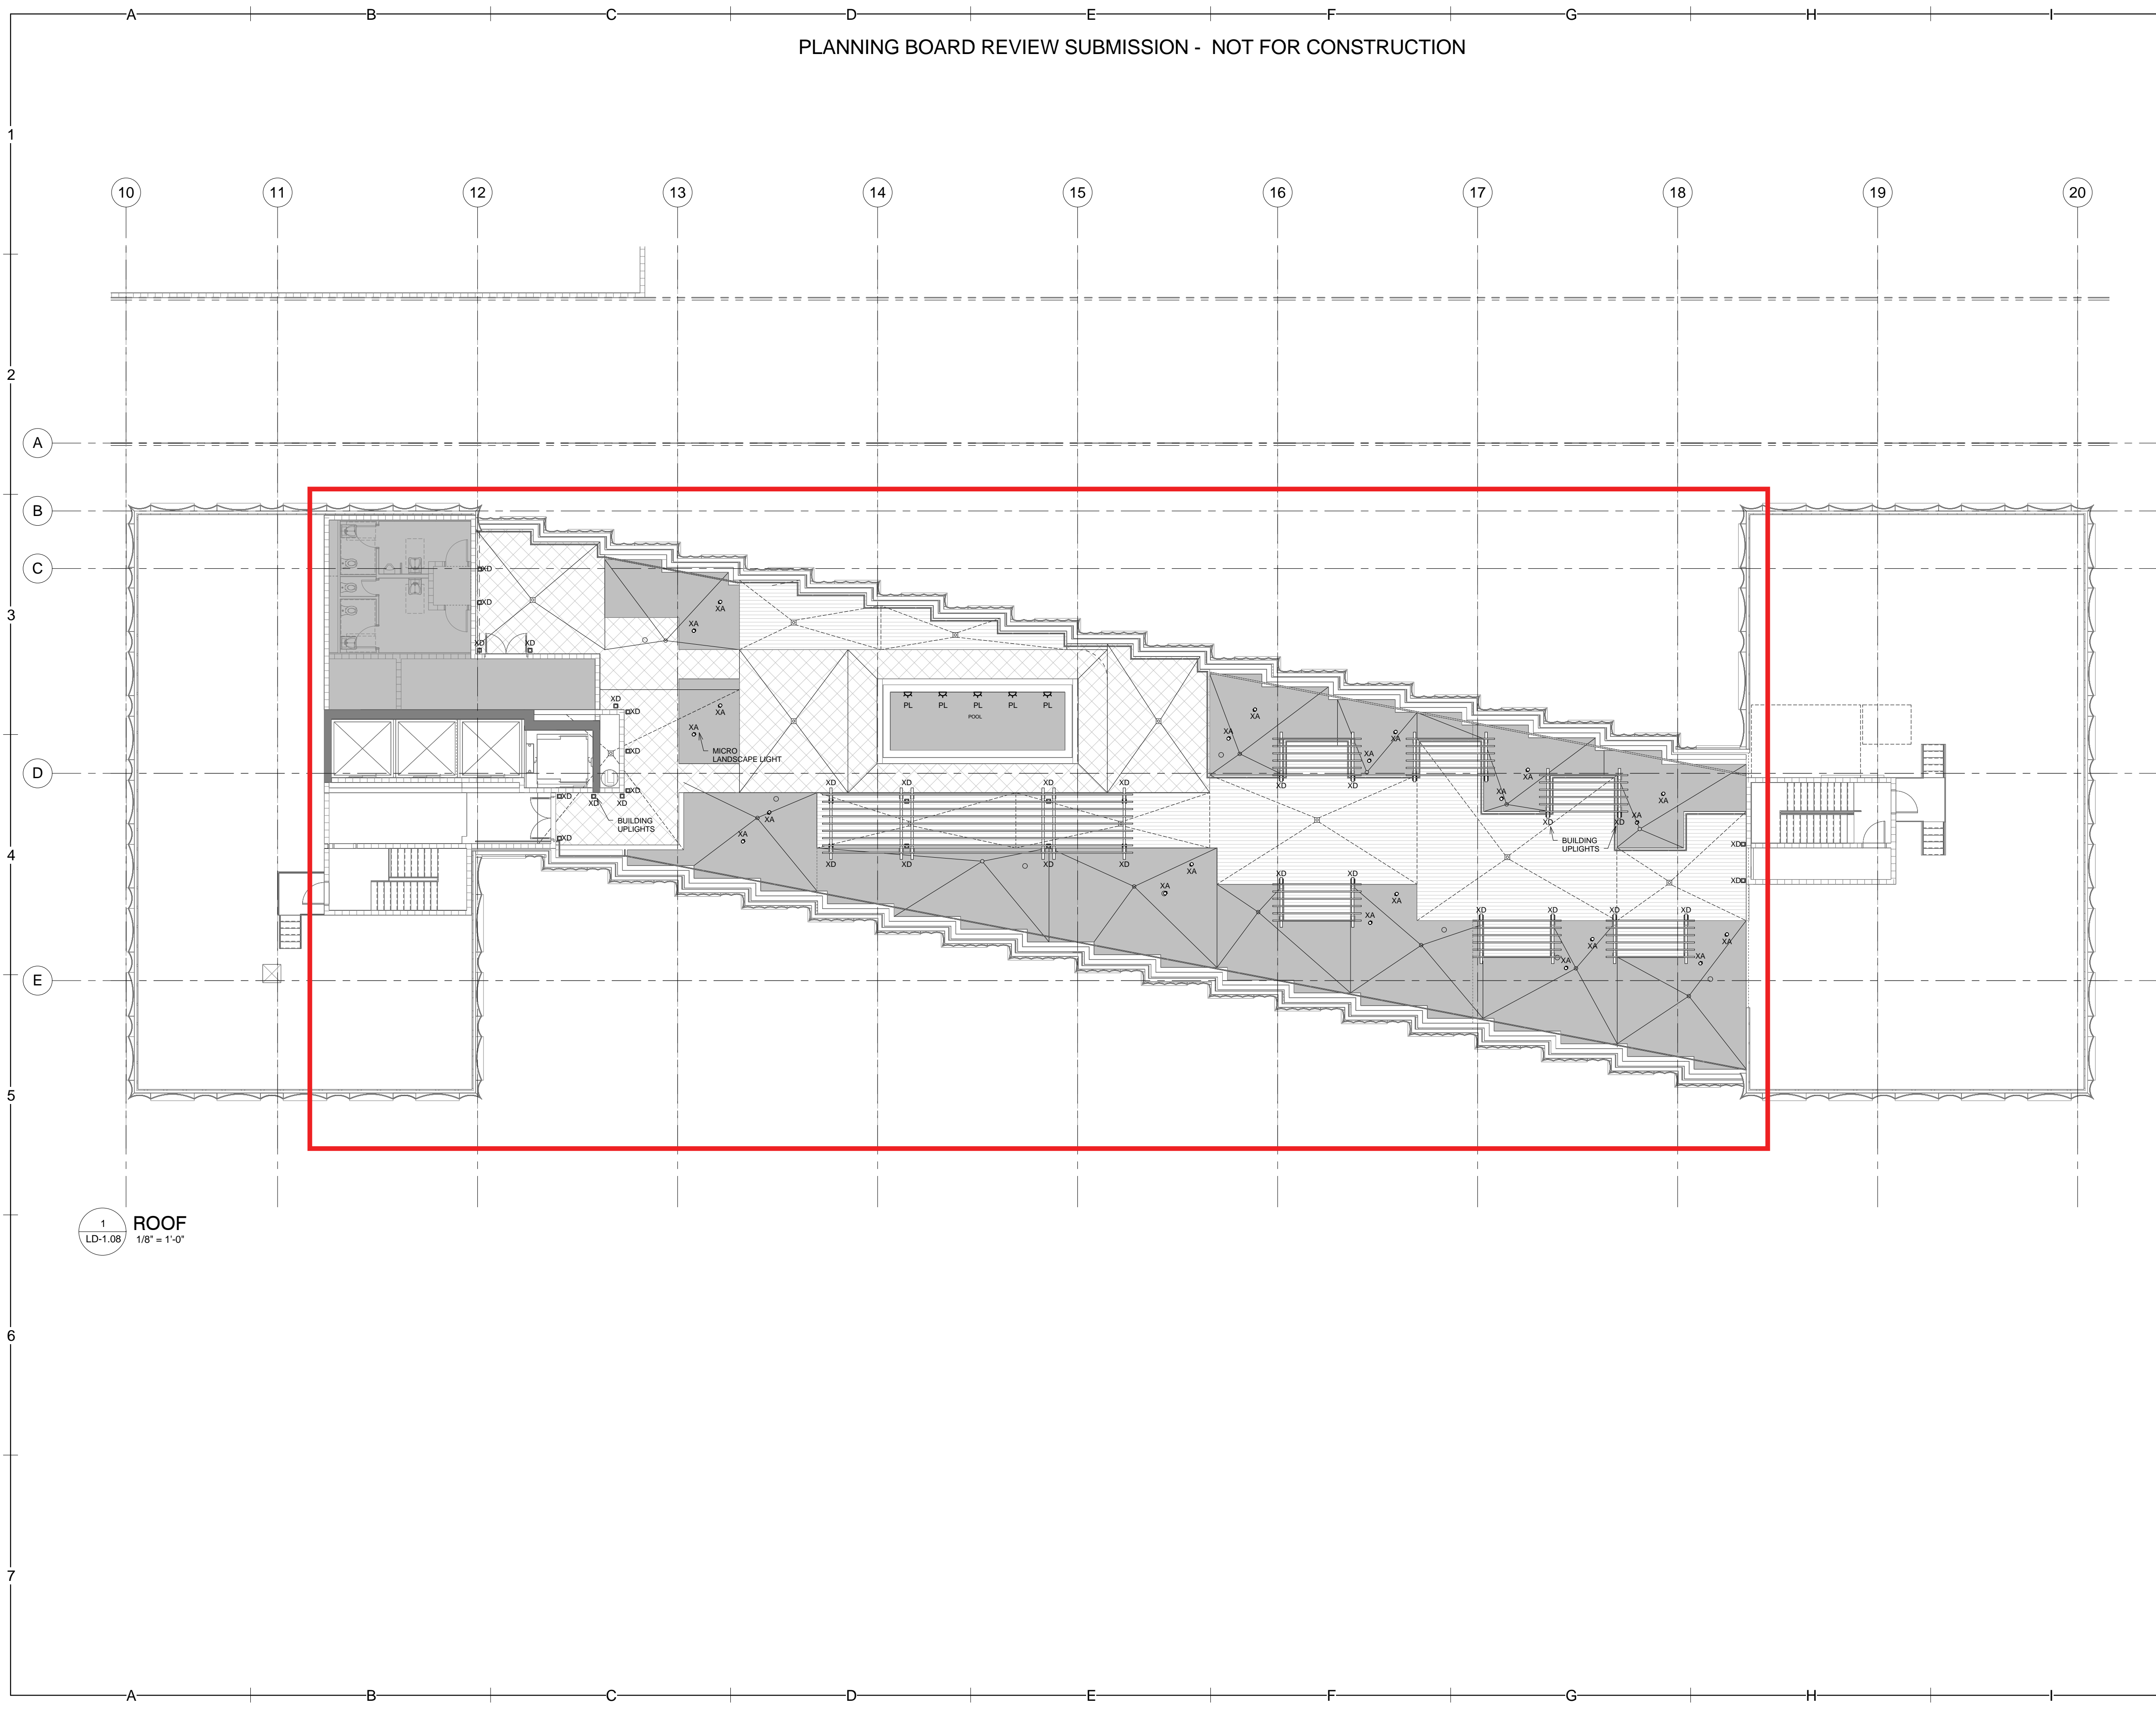 A B C D E F G H I
PLANNING BOARD REVIEW SUBMISSION - NOT FOR CONSTRUCTION
1
10 11 12 13 14 15 16 17 18 19 20
2
A
B
C
XD
XD
3
XA
XA
XD XD
XD
XD
XA
XA
PL PL PL PL PL
POOL
XA
XA
XA
XA
MICRO
LANDSCAPE LIGHT
XD
D
XA
XD XD XD XD
XD XD
XD
XD XD XD
XA
XA
XA
XA
BUILDING
UPLIGHTS
XD XD
XA
XD
BUILDING
UPLIGHTS
XD
4
XD XD XD XD
XA
XA
XD XD
XD
XA
XA
XD XD XD XD
XA
XA
XA
XA
E
5
1
LD-1.08
ROOF
1/8" = 1'-0"
6
7
A B C D E F G H I